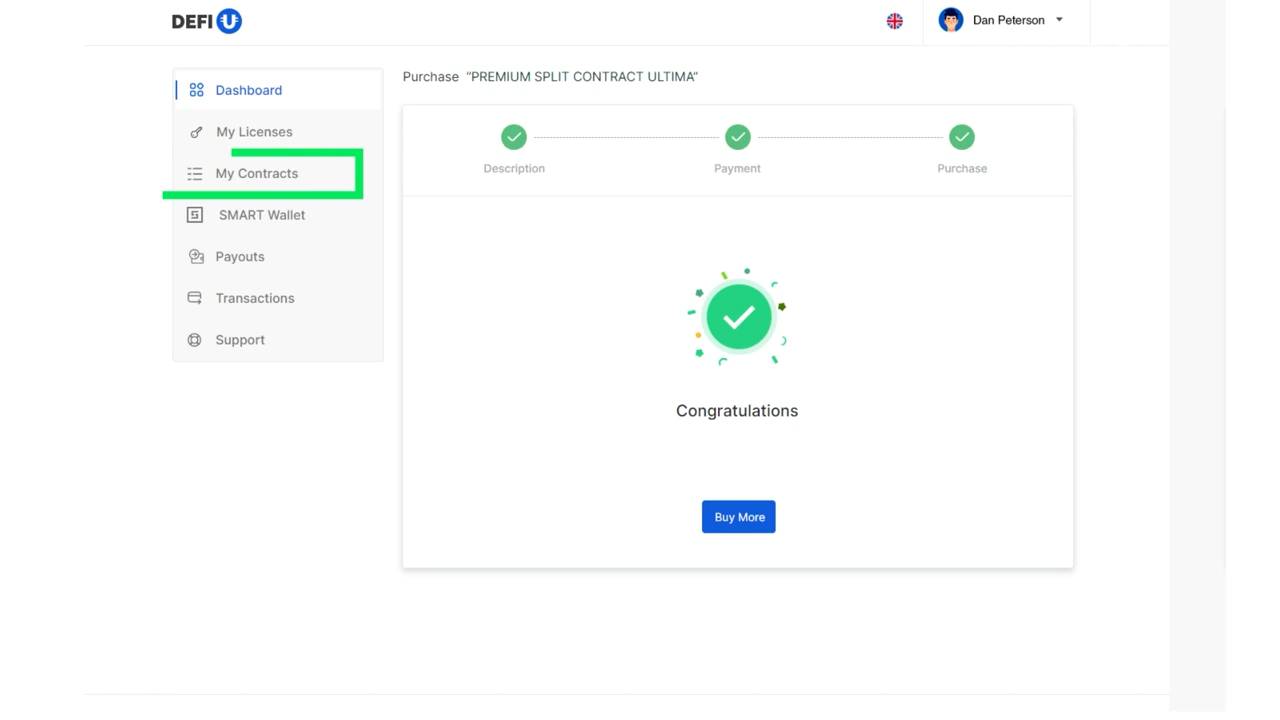 DEFI U
Dan Peterson
Dashboard
My Licenses
My Contracts
SMART Wallet
Payouts
Transactions
Support
Purchase “PREMIUM SPLIT CONTRACT ULTIMA”
Description
Payment
Purchase
Congratulations
Buy More